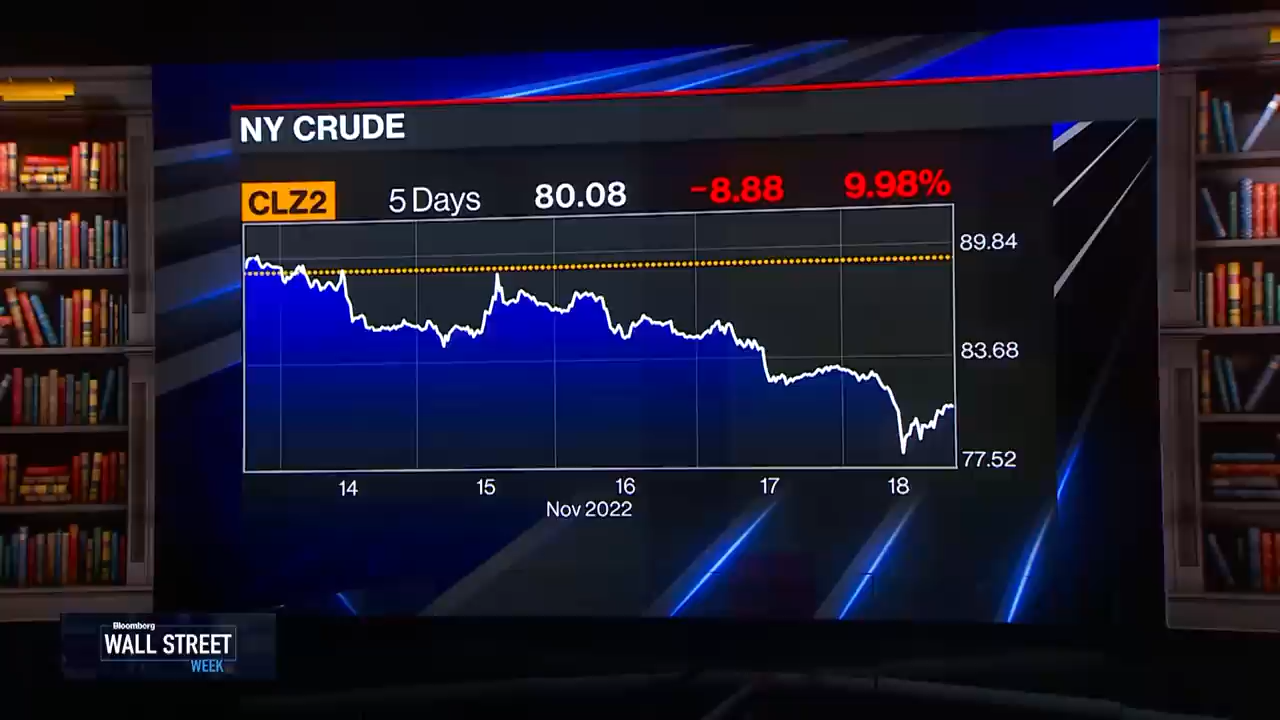 NY CRUDE
CLZ2 5 Days 80.08 -8.88 9.98%
89.84
83.68
77.52
14 15 16 17 18
Nov 2022
Bloomberg
WALL STREET
WEEK